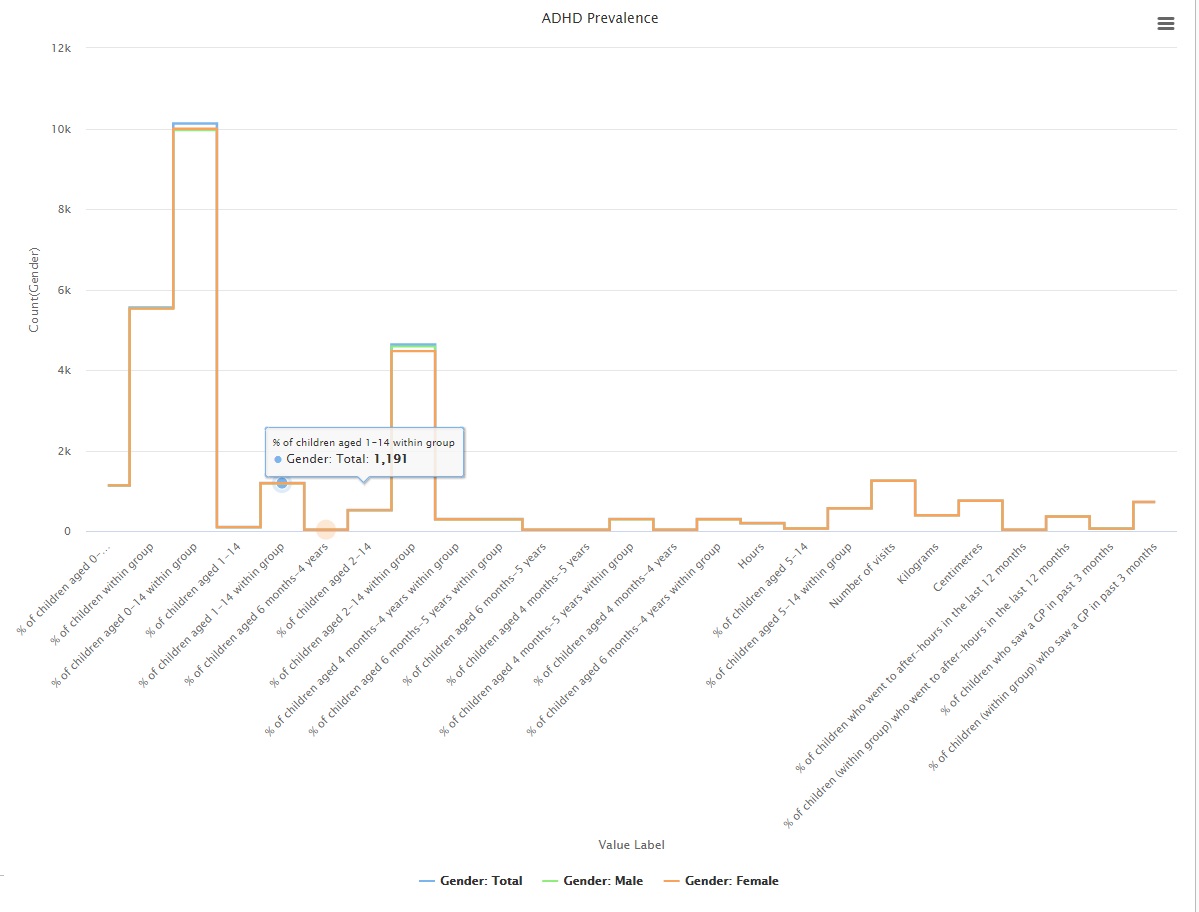 ADHD Prevalence
12k
10k
8k
6k
4k
2k
0
Count(Gender)
% of children aged 1-14 within group
Gender: Total: 1,191
% of children aged 0-...
% of children within group
% of children aged 0-14 within group
% of children aged 1-14
% of children aged 1-14 within group
% of children aged 6 months-4 years
% of children aged 2-14
% of children aged 2-14 within group
% of children aged 4 months-4 years within group
% of children aged 6 months-5 years within group
% of children aged 6 months-5 years
% of children aged 4 months-5 years
% of children aged 4 months-5 years within group
% of children aged 4 months-4 years
% of children aged 6 months-4 years within group
Hours
% of children aged 5-14
% of children aged 5-14 within group
Number of visits
Kilograms
Centimetres
% of children who went to after-hours in the last 12 months
% of children (within group) who went to after-hours in the last 12 months
% of children who saw a GP in past 3 months
% of children (within group) who saw a GP in past 3 months
Value Label
Gender: Total Gender: Male Gender: Female